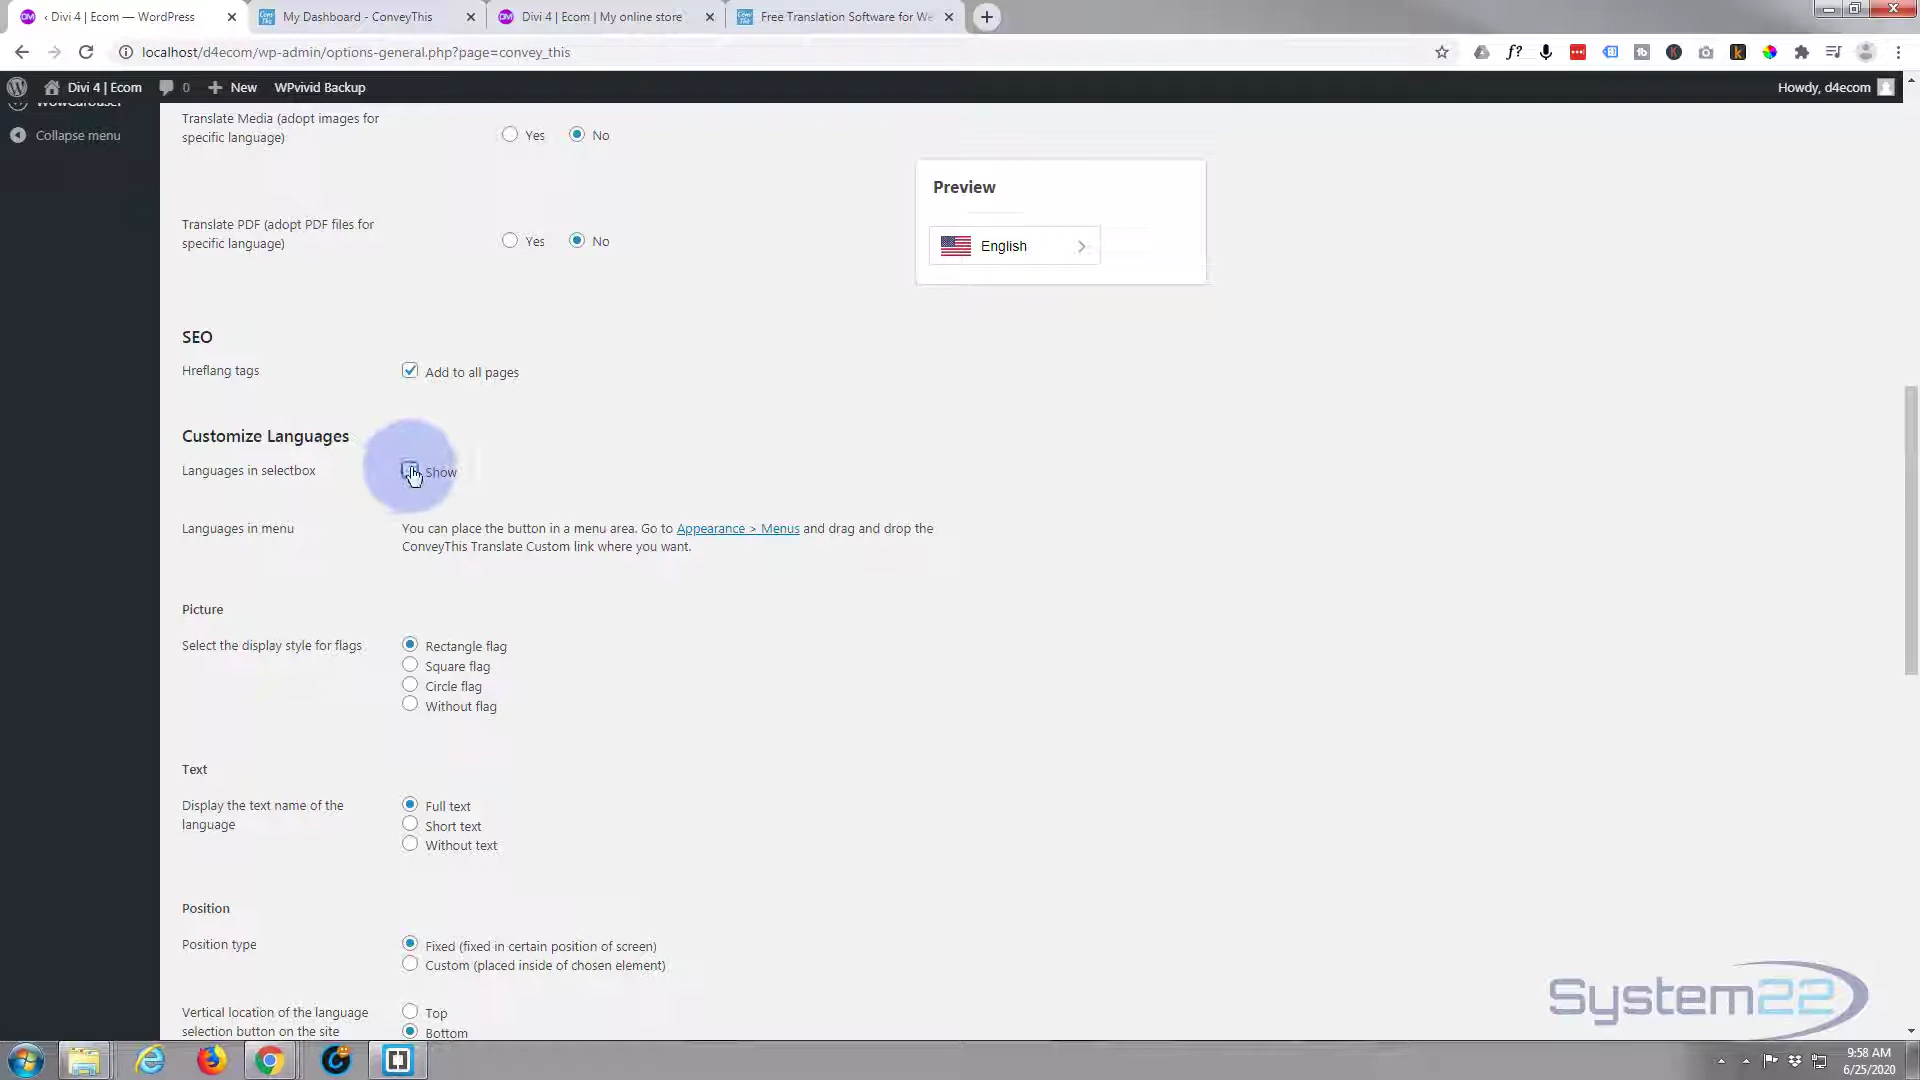 ‹ Divi 4 | Ecom — WordPress
My Dashboard - ConveyThis
Divi 4 | Ecom | My online store
Free Translation Software for We
localhost/d4ecom/wp-admin/options-general.php?page=convey_this
Divi 4 | Ecom
0
New
WPvivid Backup
Howdy, d4ecom
WowCarousel
Collapse menu
Translate Media (adopt images for
specific language)
Yes
No
Translate PDF (adopt PDF files for
specific language)
Yes
No
Preview
English
SEO
Hreflang tags
Add to all pages
Customize Languages
Languages in selectbox
Show
Languages in menu
You can place the button in a menu area. Go to Appearance > Menus and drag and drop the
ConveyThis Translate Custom link where you want.
Picture
Select the display style for flags
Rectangle flag
Square flag
Circle flag
Without flag
Text
Display the text name of the
language
Full text
Short text
Without text
Position
Position type
Fixed (fixed in certain position of screen)
Custom (placed inside of chosen element)
Vertical location of the language
selection button on the site
Top
Bottom
System22
9:58 AM
6/25/2020